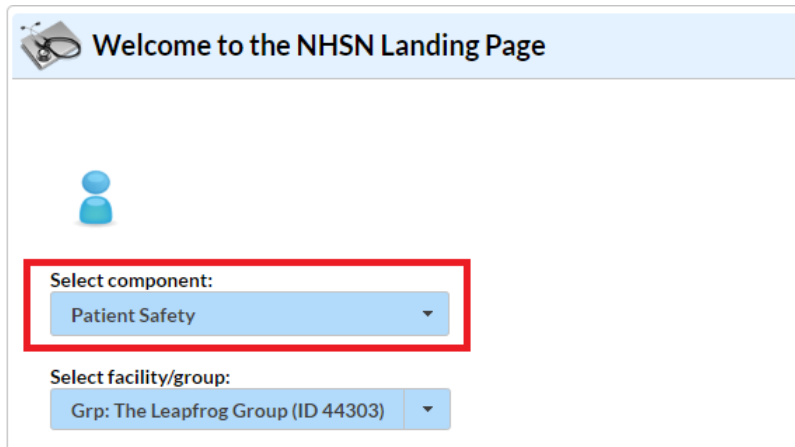 Welcome to the NHSN Landing Page
Select component:
Patient Safety
Select facility/group:
Grp: The Leapfrog Group (ID 44303)